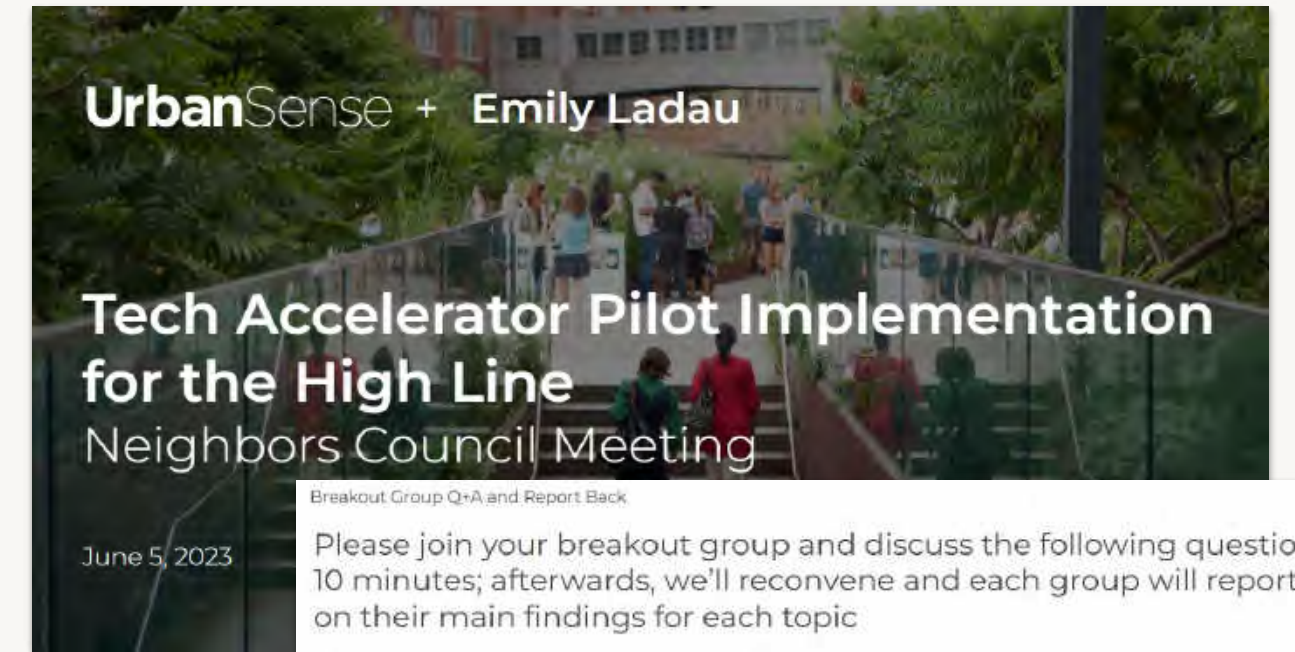 UrbanSense + Emily Ladau
Tech Accelerator Pilot Implementation
for the High Line
Neighbors Council Meeting
June 5, 2023
Breakout Group Q+A and Report Back
Please join your breakout group and discuss the following questio
10 minutes; afterwards, we'll reconvene and each group will report
on their main findings for each topic